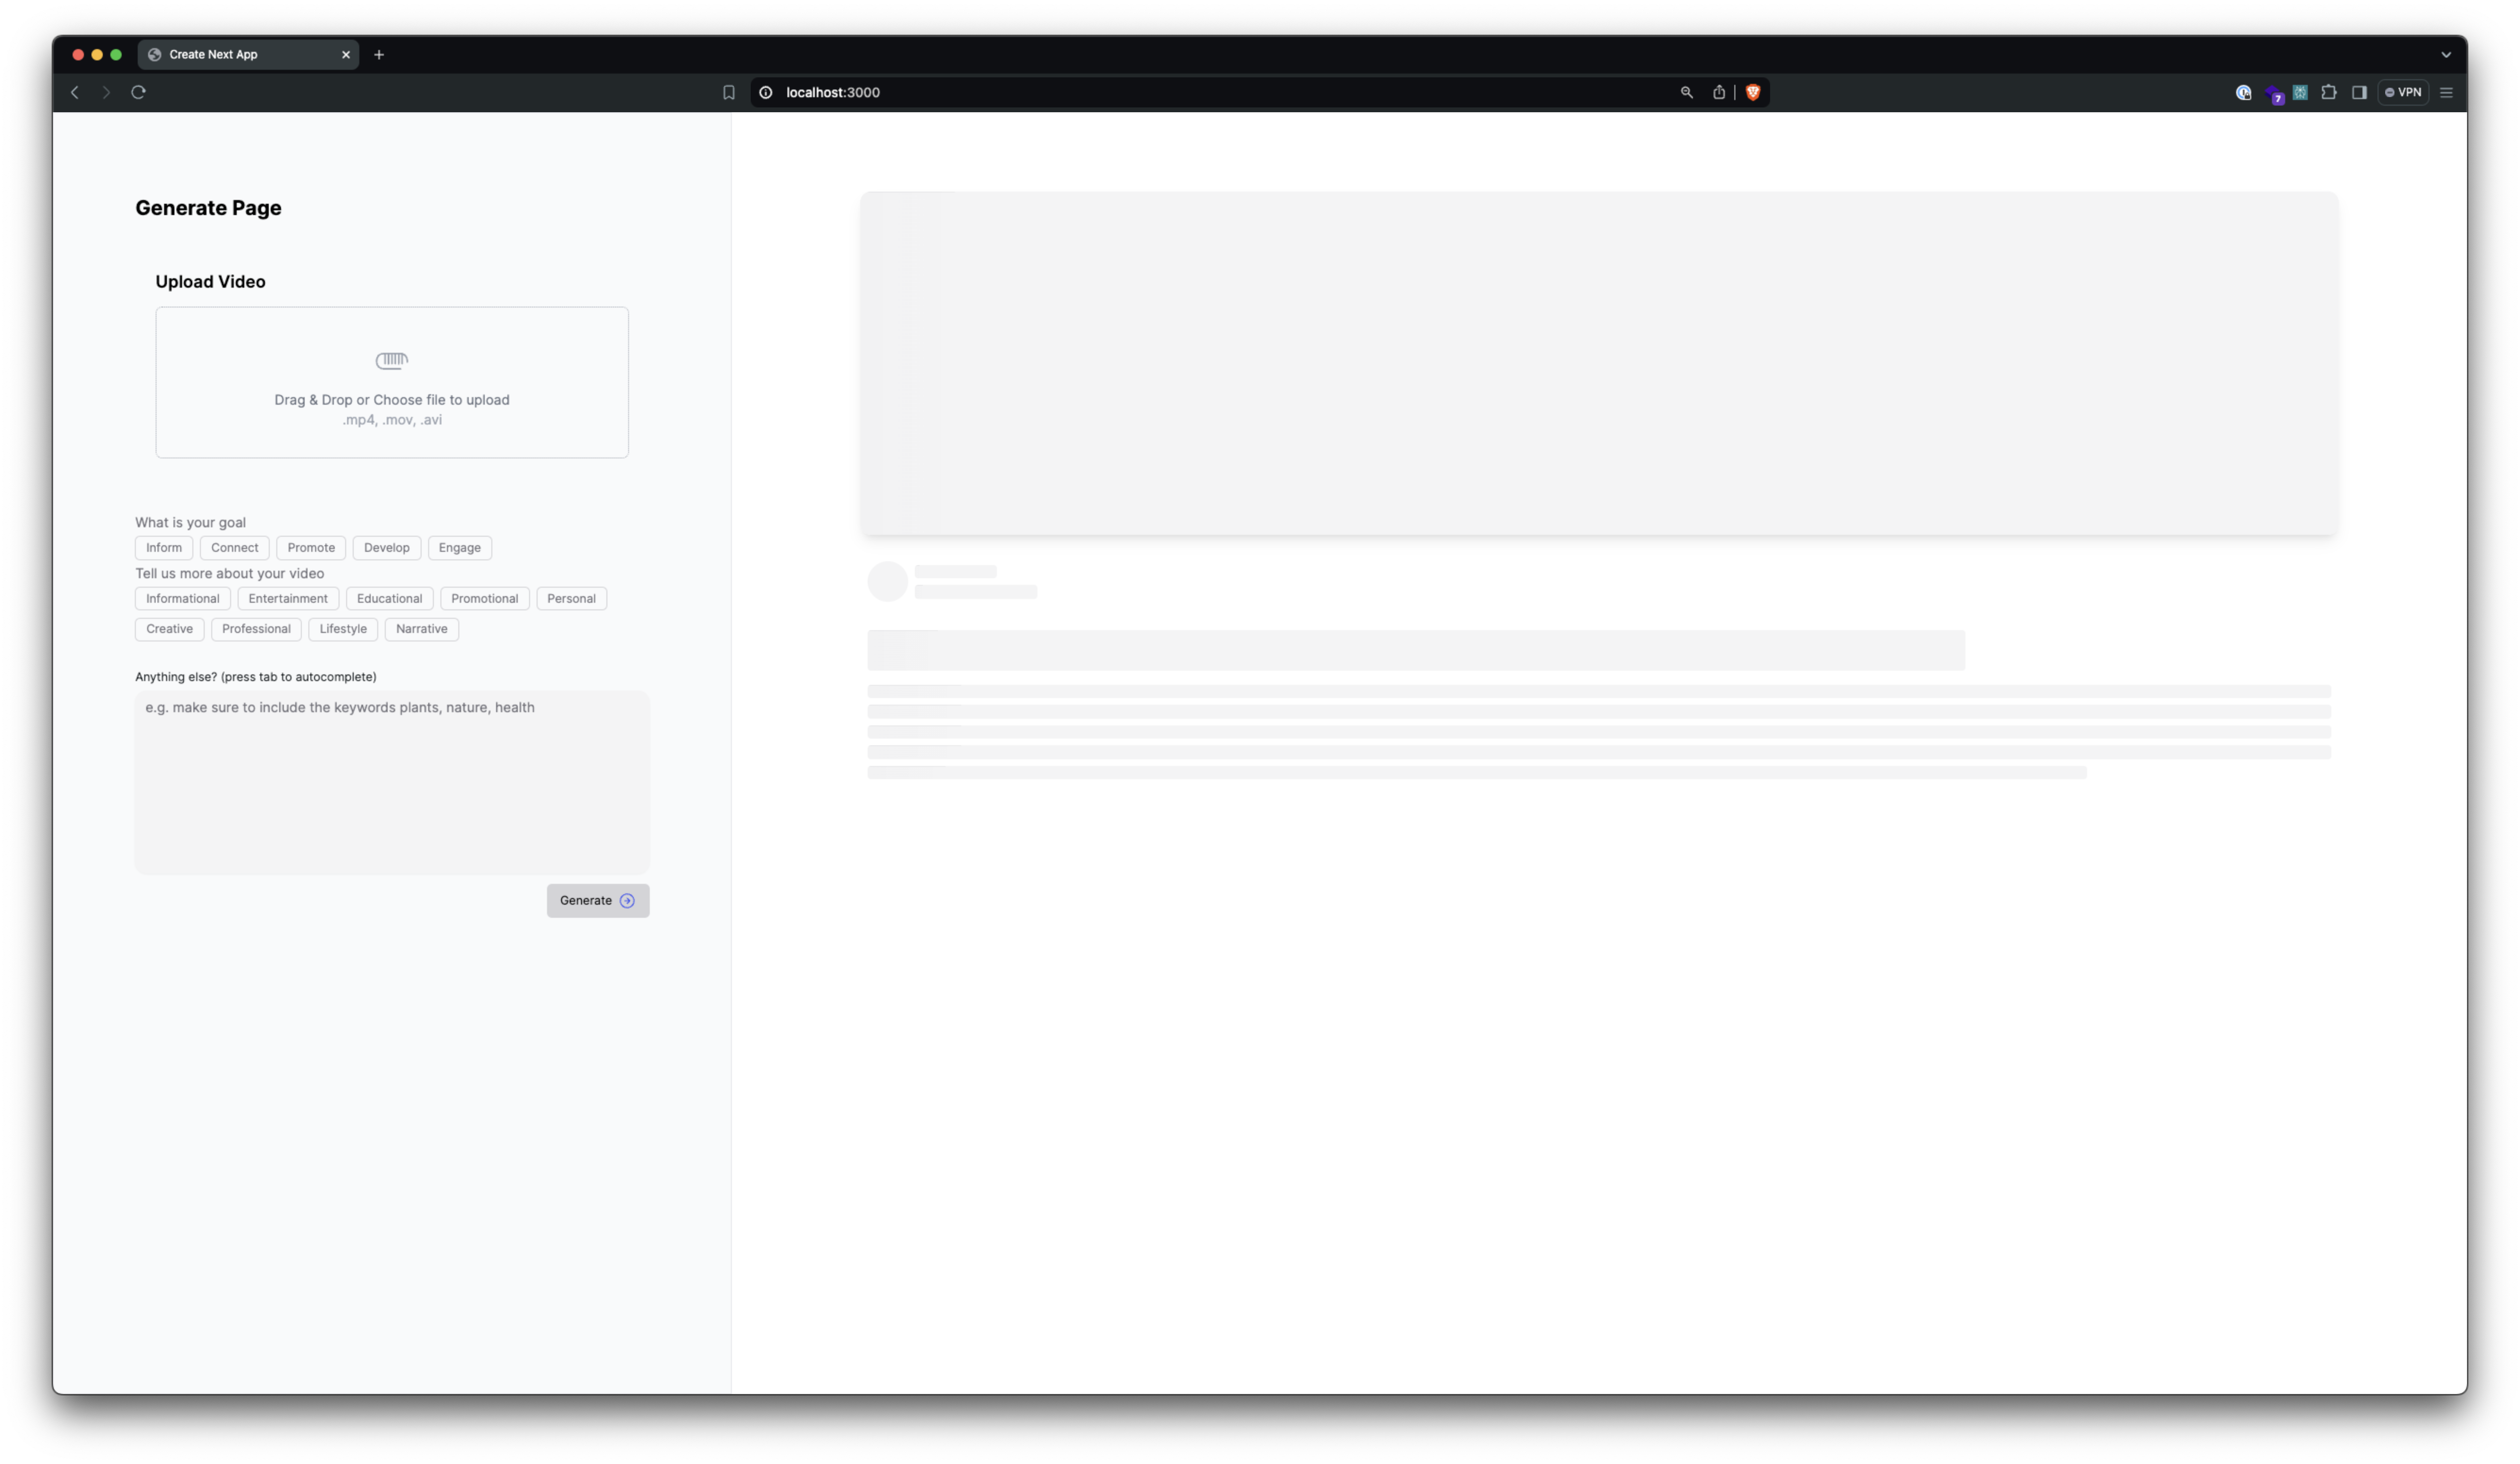 Create Next App
localhost:3000
7
VPN
Generate Page
Upload Video
Drag & Drop or Choose file to upload
.mp4, .mov, .avi
What is your goal
Inform Connect Promote Develop Engage
Tell us more about your video
Informational Entertainment Educational Promotional Personal
Creative Professional Lifestyle Narrative
Anything else? (press tab to autocomplete)
e.g. make sure to include the keywords plants, nature, health
Generate